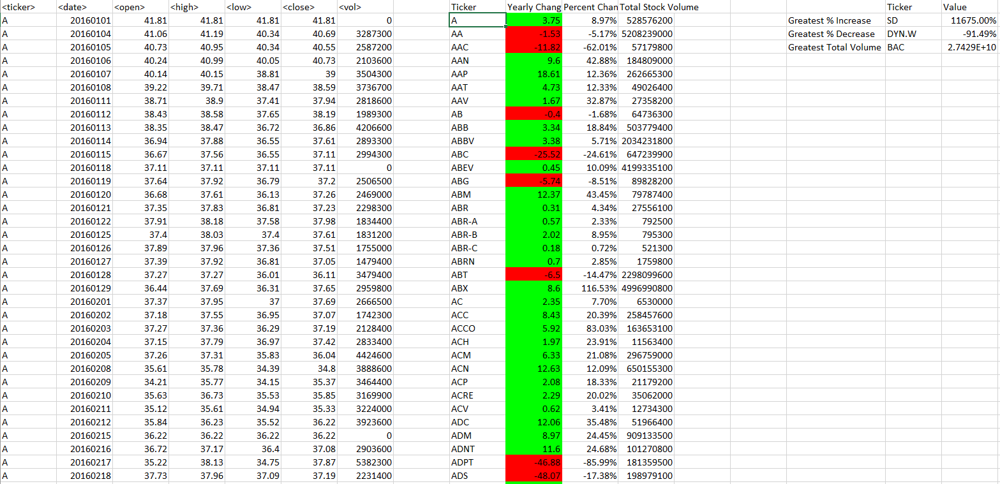 <ticker> <date> <open> <high> <low> <close> <vol> Ticker Yearly Chang Percent Chan Total Stock Volume Ticker Value
A 20160101 41.81 41.81 41.81 41.81 0 A 3.75 8.97% 528576200 Greatest % Increase SD 11675.00%
A 20160104 41.06 41.19 40.34 40.69 3287300 AA -1.53 -5.17% 5208239000 Greatest % Decrease DYN.W -91.49%
A 20160105 40.73 40.95 40.34 40.55 2587200 AAC -11.82 -62.01% 57179800 Greatest Total Volume BAC 2.7429E+10
A 20160106 40.24 40.99 40.05 40.73 2103600 AAN 9.6 42.88% 184809000
A 20160107 40.14 40.15 38.81 39 3504300 AAP 18.61 12.36% 262665300
A 20160108 39.22 39.71 38.47 38.59 3736700 AAT 4.73 12.33% 49026400
A 20160111 38.71 38.9 37.41 37.94 2818600 AAV 1.67 32.87% 27358200
A 20160112 38.43 38.58 37.65 38.19 1989300 AB -0.4 -1.68% 64736300
A 20160113 38.35 38.47 36.72 36.86 4206600 ABB 3.34 18.84% 503779400
A 20160114 36.94 37.88 36.55 37.61 2893300 ABBV 3.38 5.71% 2034231800
A 20160115 36.67 37.56 36.55 37.11 2994300 ABC -25.52 -24.61% 647239900
A 20160118 37.11 37.11 37.11 37.11 0 ABEV 0.45 10.09% 4199335100
A 20160119 37.64 37.92 36.79 37.2 2506500 ABG -5.74 -8.51% 89828200
A 20160120 36.68 37.61 36.13 37.26 2469000 ABM 12.37 43.45% 79787400
A 20160121 37.35 37.83 36.81 37.23 2298300 ABR 0.31 4.34% 27556100
A 20160122 37.91 38.18 37.58 37.98 1834400 ABR-A 0.57 2.33% 792500
A 20160125 37.4 38.03 37.4 37.61 1831200 ABR-B 2.02 8.95% 795300
A 20160126 37.89 37.96 37.36 37.51 1755000 ABR-C 0.18 0.72% 521300
A 20160127 37.39 37.92 36.81 37.05 1479400 ABRN 0.7 2.85% 1759800
A 20160128 37.27 37.27 36.01 36.11 3479400 ABT -6.5 -14.47% 2298099600
A 20160129 36.44 37.69 36.31 37.65 2959800 ABX 8.6 116.53% 4996990800
A 20160201 37.37 37.95 37 37.69 2666500 AC 2.35 7.70% 6530000
A 20160202 37.18 37.55 36.95 37.07 1742300 ACC 8.43 20.39% 258457600
A 20160203 37.27 37.36 36.29 37.19 2128400 ACCO 5.92 83.03% 163653100
A 20160204 37.15 37.79 36.97 37.42 2833400 ACH 1.97 23.91% 11563400
A 20160205 37.26 37.31 35.83 36.04 4424600 ACM 6.33 21.08% 296759000
A 20160208 35.61 35.78 34.39 34.8 3888600 ACN 12.63 12.09% 650155300
A 20160209 34.21 35.77 34.15 35.37 3464400 ACP 2.08 18.33% 21179200
A 20160210 35.63 36.73 35.53 35.85 3169900 ACRE 2.29 20.02% 35062000
A 20160211 35.12 35.61 34.94 35.33 3224000 ACV 0.62 3.41% 12734300
A 20160212 35.84 36.23 35.52 36.22 3923600 ADC 12.06 35.48% 51966400
A 20160215 36.22 36.22 36.22 36.22 0 ADM 8.97 24.45% 909133500
A 20160216 36.72 37.17 36.4 37.08 2903600 ADNT 11.6 24.68% 101270800
A 20160217 35.22 38.13 34.75 37.87 5382300 ADPT -46.88 -85.99% 181359500
A 20160218 37.73 37.96 37.09 37.19 2231400 ADS -48.07 -17.38% 198979100